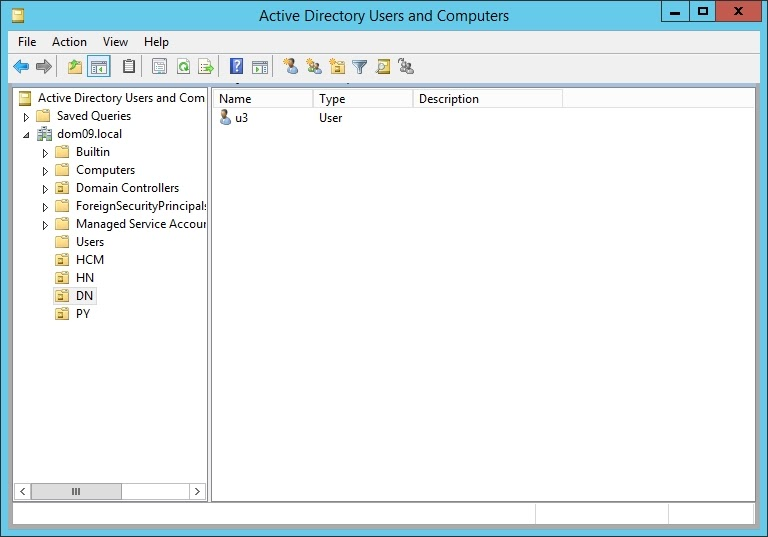 Active Directory Users and Computers
File Action View Help
Active Directory Users and Com
Saved Queries
dom09.local
Builtin
Computers
Domain Controllers
ForeignSecurityPrincipals
Managed Service Accour
Users
HCM
HN
DN
PY
Name Type Description
u3 User